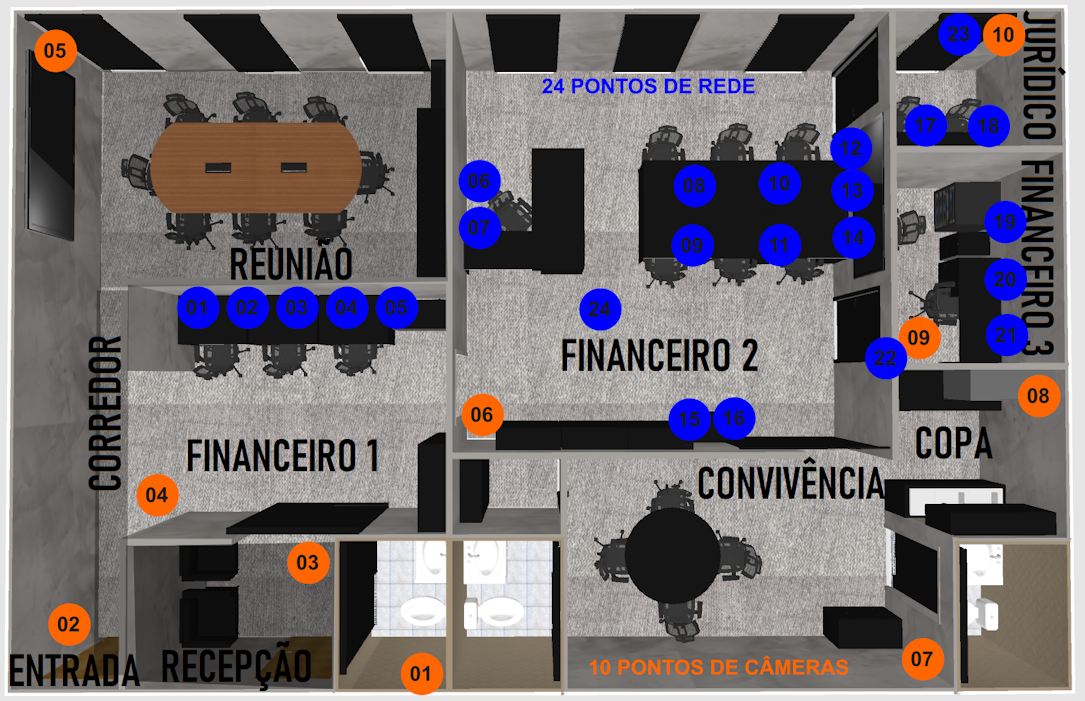 05
23
10
JURÍDICO
24 PONTOS DE REDE
17
18
12
06
08
10
13
07
09
11
14
19
FINANCEIRO 3
20
21
REUNIÃO
01
02
03
04
05
24
09
22
FINANCEIRO 2
CORREDOR
08
06
15
16
COPA
FINANCEIRO 1
CONVIVÊNCIA
04
03
02
ENTRADA
RECEPÇÃO
01
10 PONTOS DE CÂMERAS
07